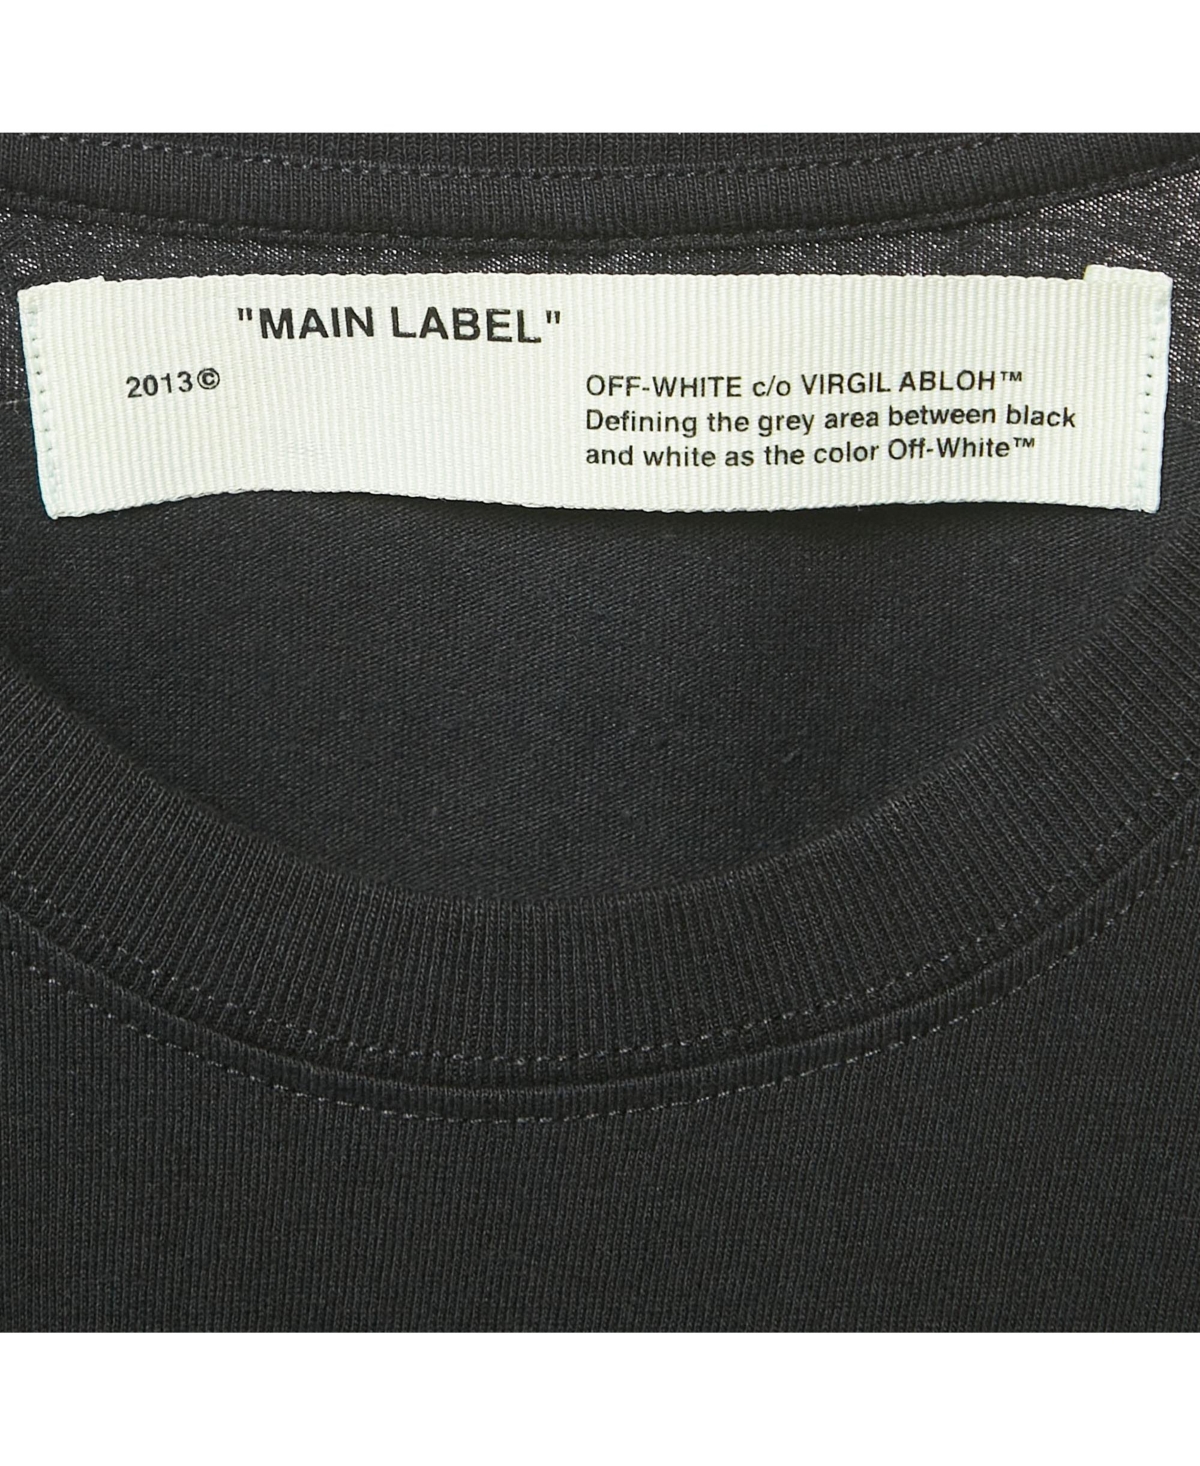 "MAIN LABEL"
2013©
OFF-WHITE c/o VIRGIL ABLOH™
Defining the grey area between black
and white as the color Off-White™